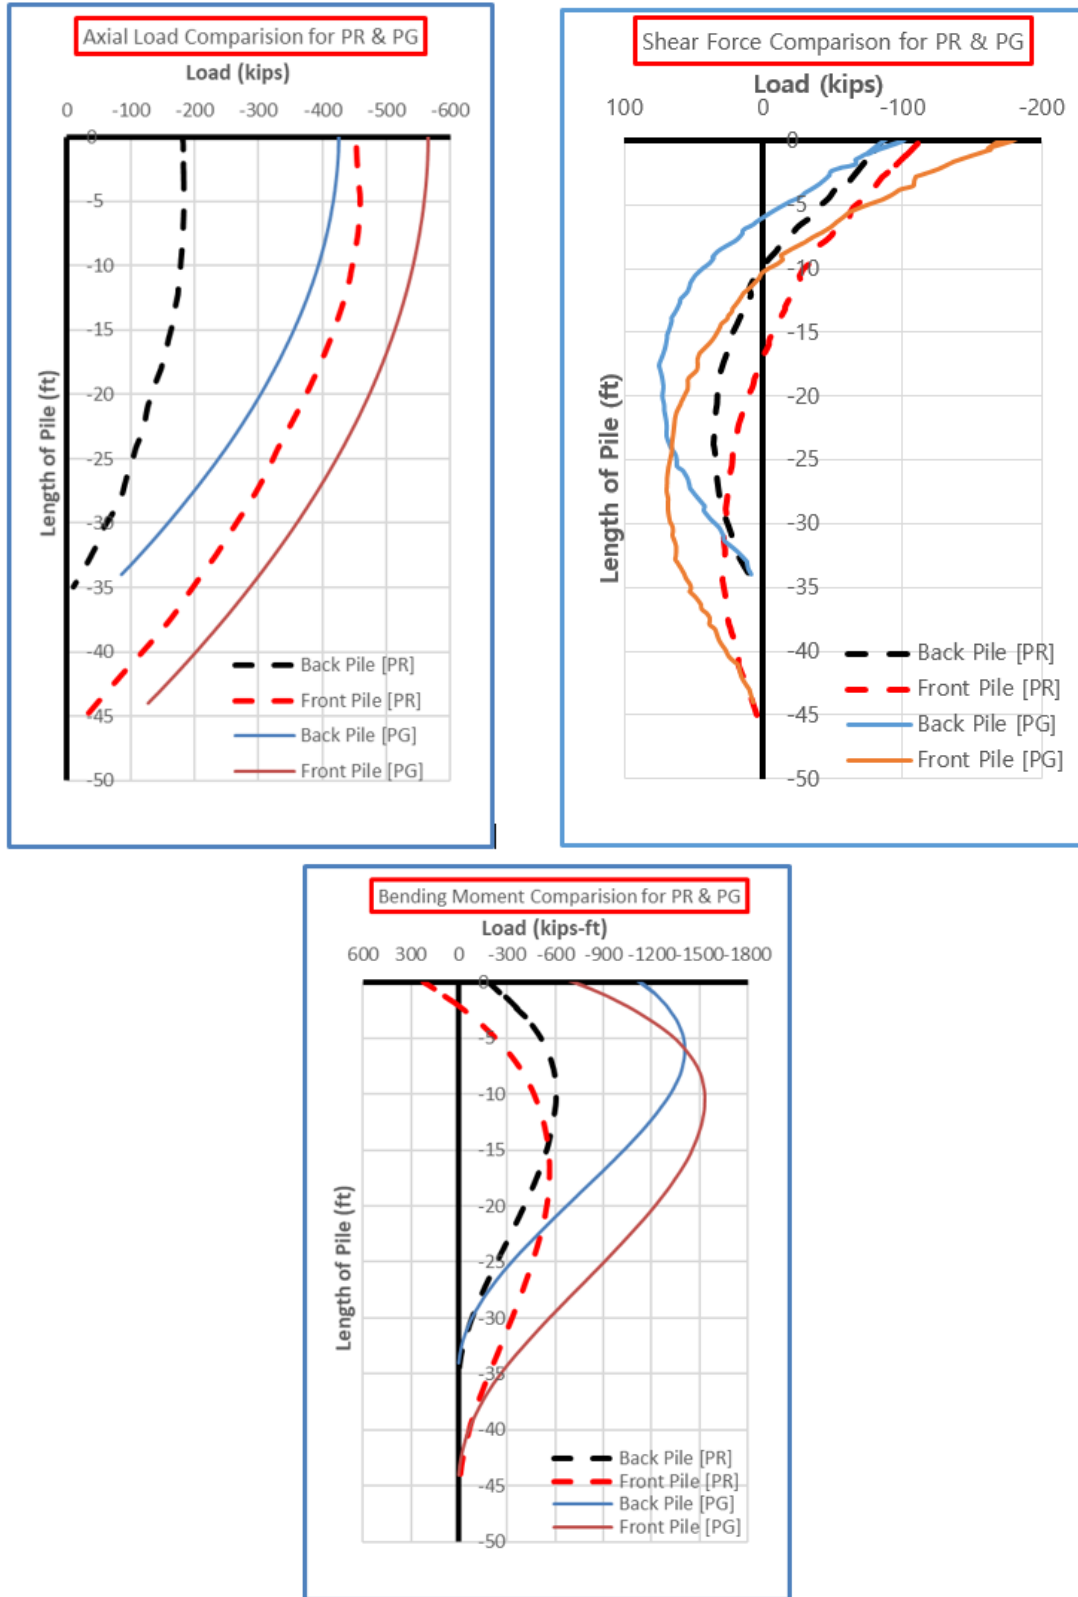 Axial Load Comparision for PR & PG
Load (kips)
0 -100 -200 -300 -400 -500 -600
0
-5
-10
-15
-20
-25
-30
-35
-40
-45
-50
Length of Pile (ft)
Back Pile [PR]
Front Pile [PR]
Back Pile [PG]
Front Pile [PG]
Shear Force Comparison for PR & PG
Load (kips)
100 0 -100 -200
0
-5
-10
-15
-20
-25
-30
-35
-40
-45
-50
Length of Pile (ft)
Back Pile [PR]
Front Pile [PR]
Back Pile [PG]
Front Pile [PG]
Bending Moment Comparision for PR & PG
Load (kips-ft)
600 300 0 -300 -600 -900 -1200 -1500 -1800
0
-5
-10
-15
-20
-25
-30
-35
-40
-45
-50
Length of Pile (ft)
Back Pile [PR]
Front Pile [PR]
Back Pile [PG]
Front Pile [PG]